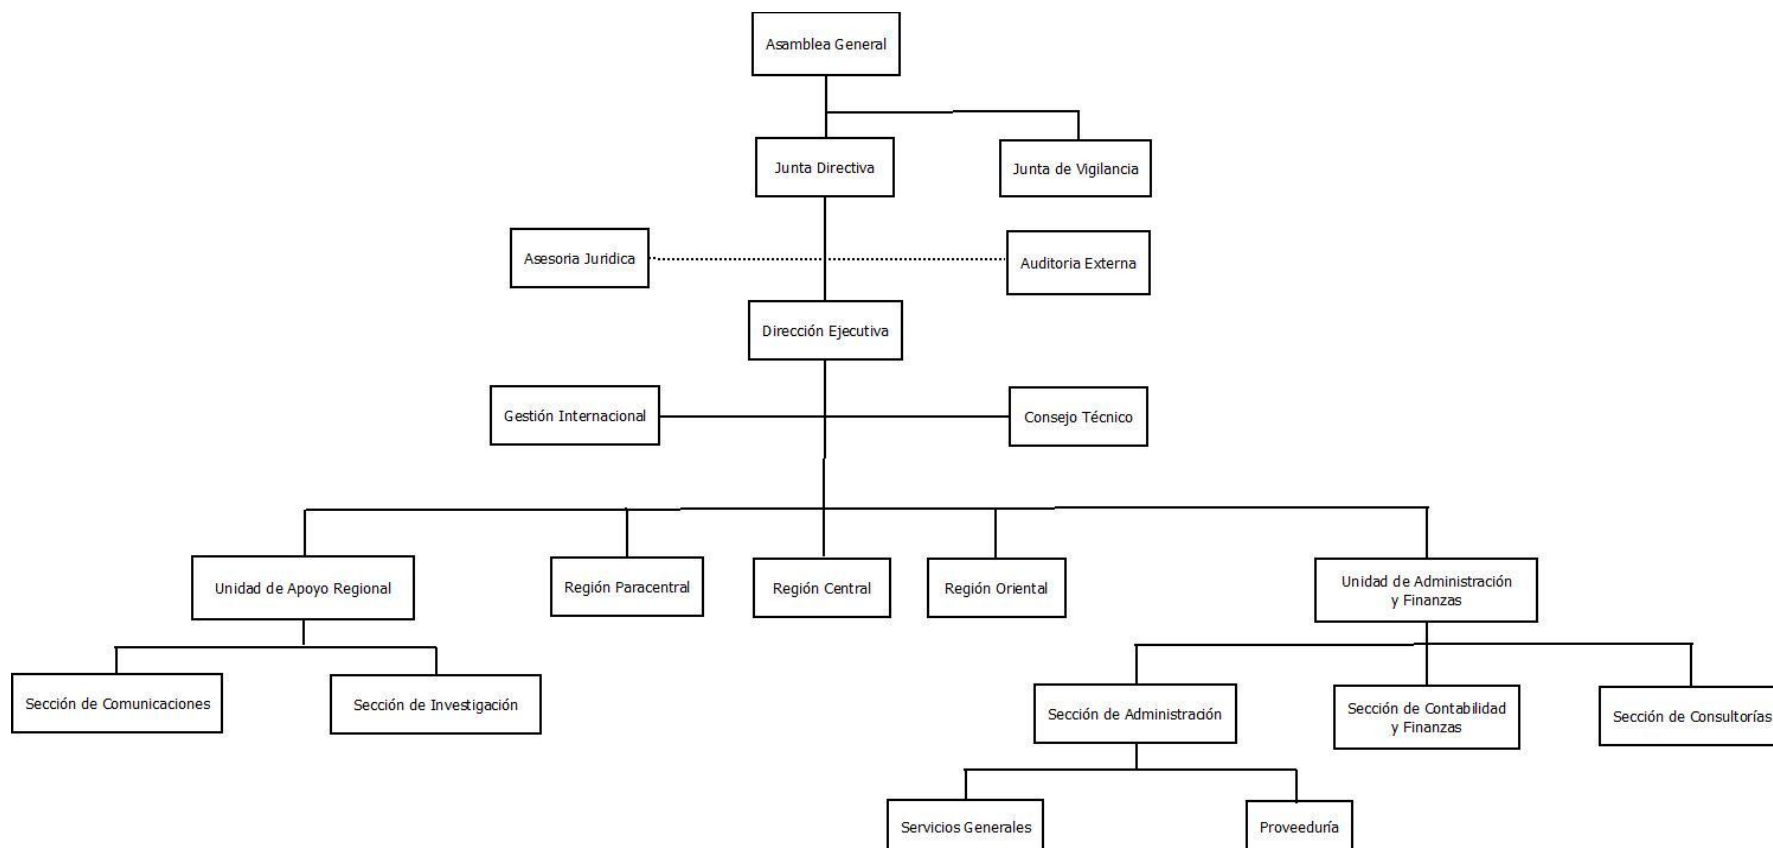 Asamblea General
Junta Directiva
Junta de Vigilancia
Asesoria Juridica
Auditoria Externa
Dirección Ejecutiva
Gestión Internacional
Consejo Técnico
Unidad de Apoyo Regional
Región Paracentral
Región Central
Región Oriental
Unidad de Administración
y Finanzas
Sección de Comunicaciones
Sección de Investigación
Sección de Administración
Sección de Contabilidad
y Finanzas
Sección de Consultorías
Servicios Generales
Proveeduría